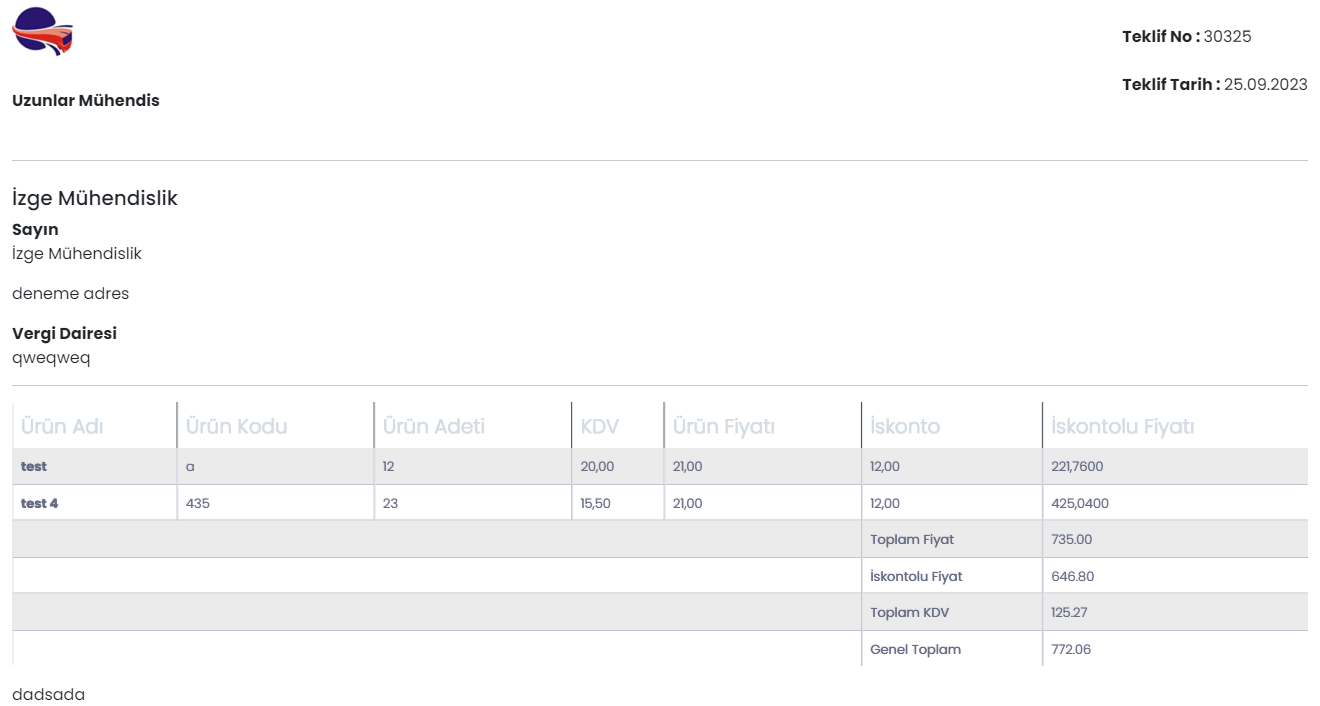 Teklif No : 30325
Teklif Tarih : 25.09.2023
Uzunlar Mühendis
İzge Mühendislik
Sayın
İzge Mühendislik
deneme adres
Vergi Dairesi
qweqweq
Ürün Adı Ürün Kodu Ürün Adeti KDV Ürün Fiyatı İskonto İskontolu Fiyatı
test a 12 20,00 21,00 12,00 221,7600
test 4 435 23 15,50 21,00 12,00 425,0400
Toplam Fiyat 735.00
İskontolu Fiyat 646.80
Toplam KDV 125.27
Genel Toplam 772.06
dadsada